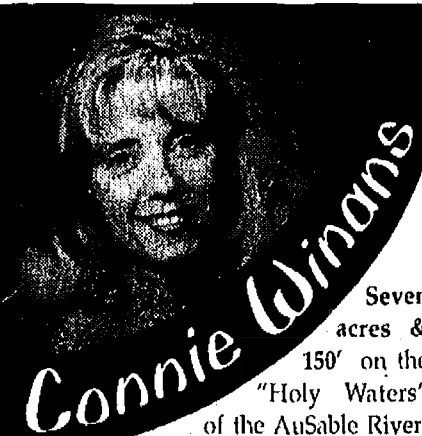 Connie Winans
Seven
acres &
150' on the
"Holy Waters"
of the AuSable River